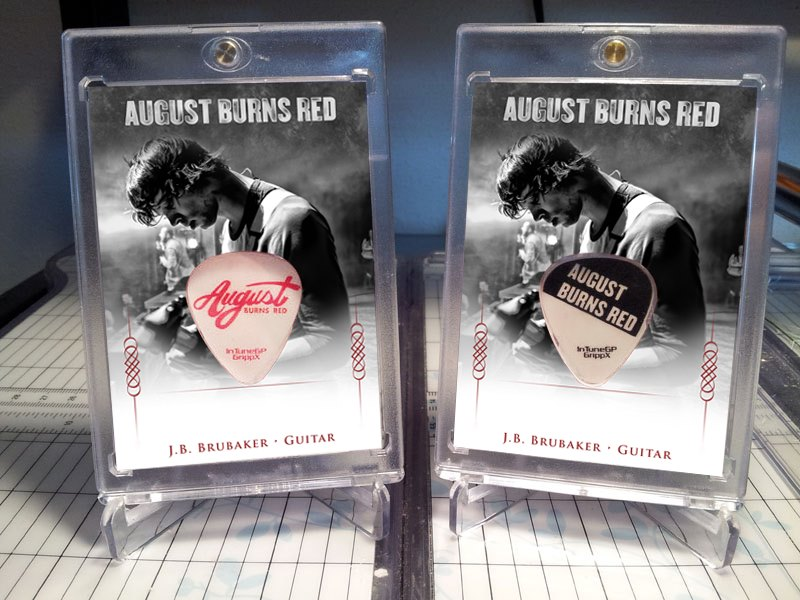 AUGUST BURNS RED
August
BURNS RED
InTuneGP
GrippX
J.B. BRUBAKER · GUITAR
AUGUST BURNS RED
AUGUST
BURNS RED
InTuneGP
GrippX
J.B. BRUBAKER · GUITAR